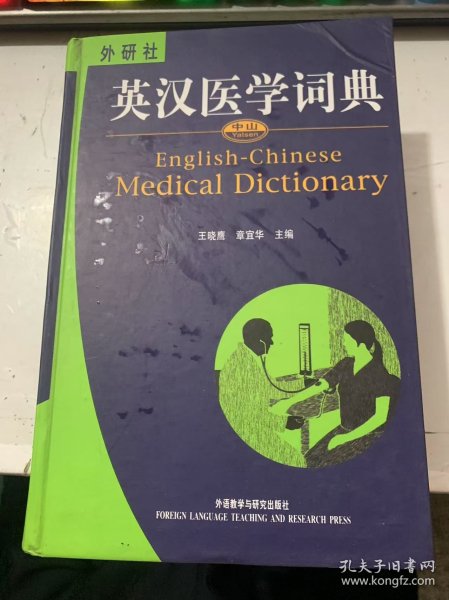 外研社
英汉医学词典
中山
Yatsen
English-Chinese
Medical Dictionary
王晓鹰 章宜华 主编
外语教学与研究出版社
FOREIGN LANGUAGE TEACHING AND RESEARCH PRESS
孔夫子旧书网
www.kongfz.com